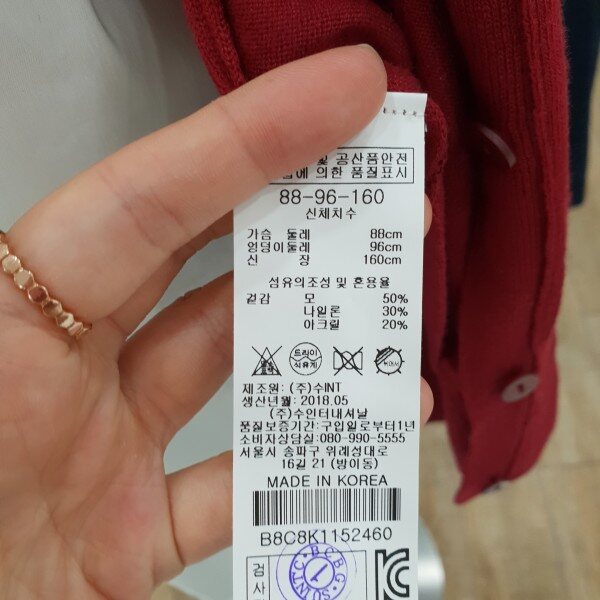 및 공산품안전
에 의한 품질표시
88-96-160
신체치수
가슴 둘레 88cm
엉덩이둘레 96cm
신 장 160cm
섬유의조성 및 혼용율
겉감 모 50%
나일론 30%
아크릴 20%
드라이
석유계
제조원: (주)수INT
생산년월: 2018.05
(주)수인터내셔날
품질보증기간:구입일로부터1년
소비자상담실:080-990-5555
서울시 송파구 위례성대로
16길 21 (방이동)
MADE IN KOREA
B8C8K1152460
검
사
BCBG
1